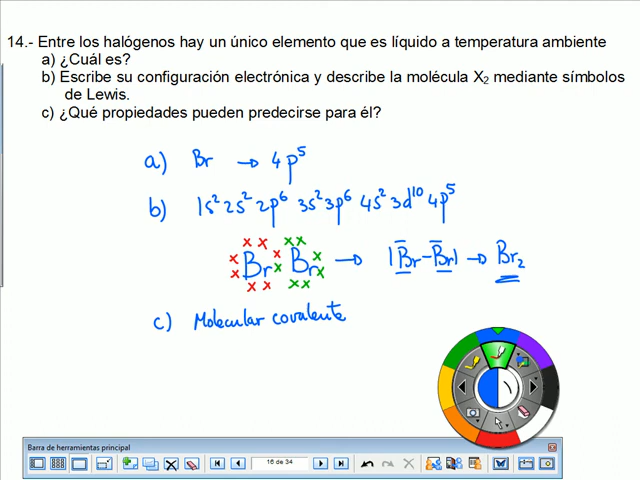 14.- Entre los halógenos hay un único elemento que es líquido a temperatura ambiente
a) ¿Cuál es?
b) Escribe su configuración electrónica y describe la molécula X₂ mediante símbolos
de Lewis.
c) ¿Qué propiedades pueden predecirse para él?
a) Br → 4p⁵
b) 1s² 2s² 2p⁶ 3s² 3p⁶ 4s² 3d¹⁰ 4p⁵
Br Br → |Br-Br| → Br₂
c) Molecular covalente
Barra de herramientas principal
16 de 34